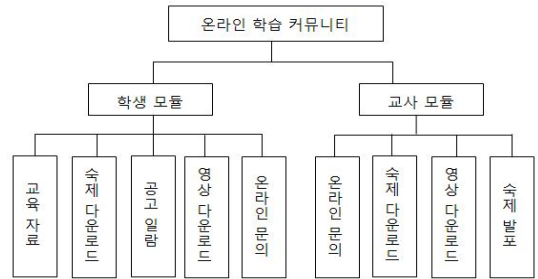 온라인 학습 커뮤니티
학생 모듈
교사 모듈
교육 자료
숙제 다운로드
공고 일람
영상 다운로드
온라인 문의
온라인 문의
숙제 다운로드
영상 다운로드
숙제 발포